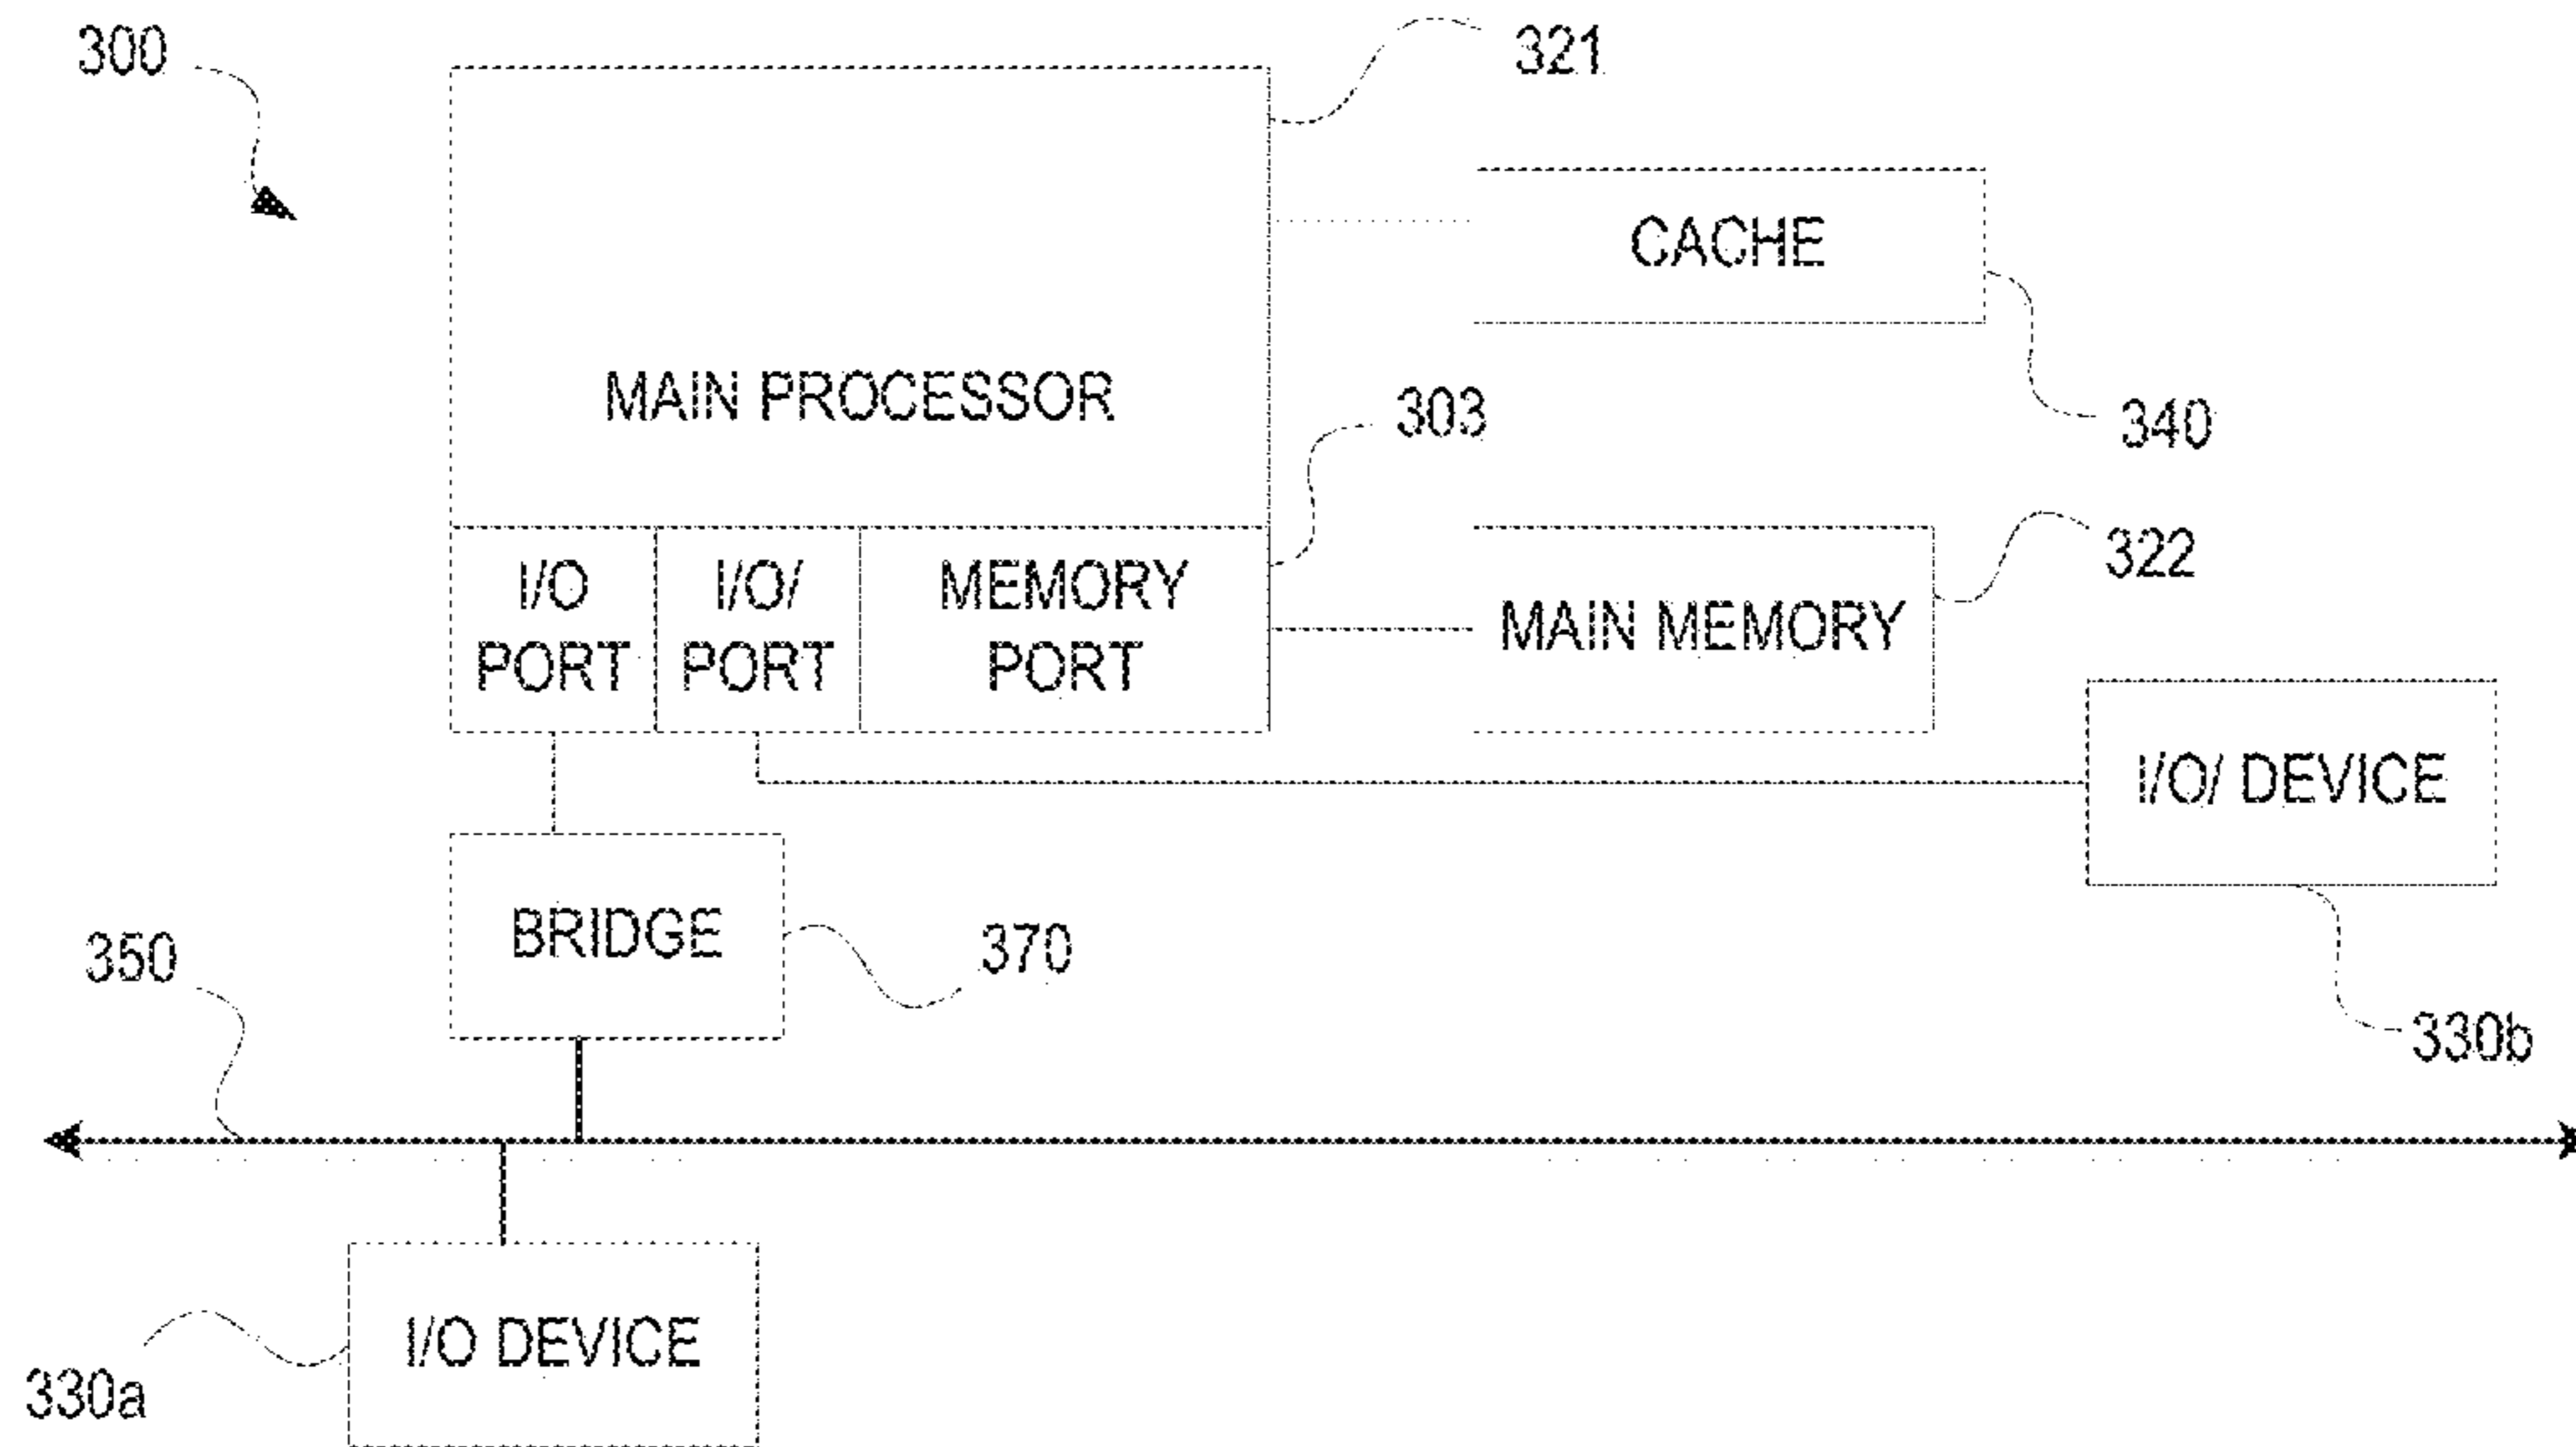 300
321
CACHE
MAIN PROCESSOR
303
340
I/O
PORT
I/O/
PORT
MEMORY
PORT
322
MAIN MEMORY
I/O/ DEVICE
BRIDGE
350
370
330b
I/O DEVICE
330a